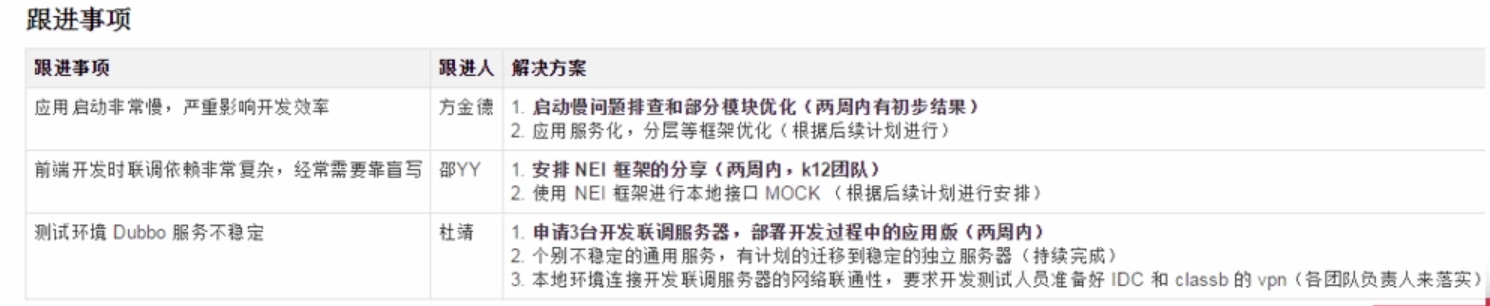 跟进事项
跟进事项 跟进人 解决方案
应用启动非常慢，严重影响开发效率 方金德 1. 启动慢问题排查和部分模块优化（两周内有初步结果）
2. 应用服务化，分层等框架优化（根据后续计划进行）
前端开发时联调依赖非常复杂，经常需要靠盲写 邵YY 1. 安排 NEI 框架的分享（两周内，k12团队）
2. 使用 NEI 框架进行本地接口 MOCK （根据后续计划进行安排）
测试环境 Dubbo 服务不稳定 杜靖 1. 申请3台开发联调服务器，部署开发过程中的应用版（两周内）
2. 个别不稳定的通用服务，有计划的迁移到稳定的独立服务器（持续完成）
3. 本地环境连接开发联调服务器的网络联通性，要求开发测试人员准备好 IDC 和 classb 的 vpn（各团队负责人来落实）